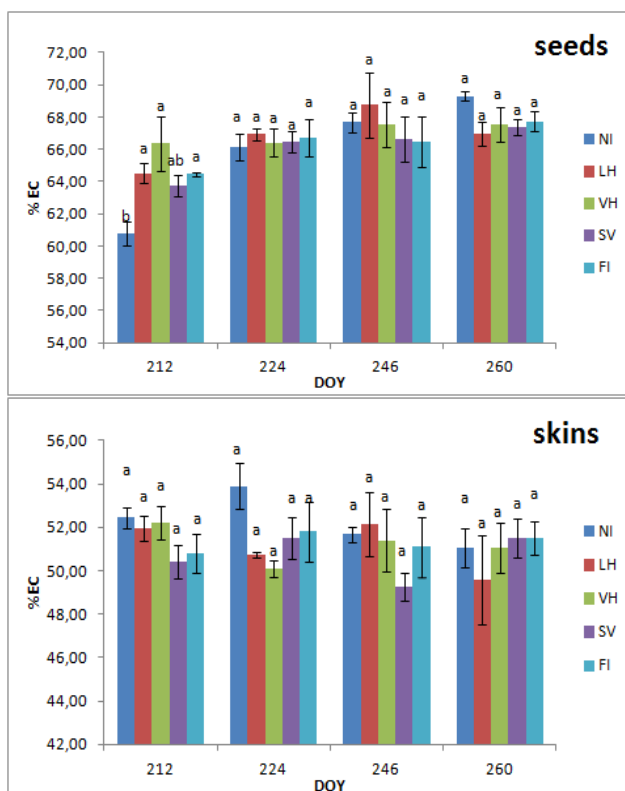 seeds
72,00
70,00
68,00
66,00
64,00
62,00
60,00
58,00
56,00
54,00
% EC
b a a ab a
a a a a a
a a a a a
a a a a a
212 224 246 260
DOY
NI
LH
VH
SV
FI
skins
56,00
54,00
52,00
50,00
48,00
46,00
44,00
42,00
%EC
a a a a a
a a a a a
a a a a a
a a a a a
212 224 246 260
DOY
NI
LH
VH
SV
FI